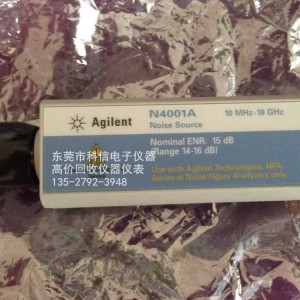 Agilent
N4001A
10 MHz-18 GHz
Noise Source
东莞市科信电子仪器
高价回收仪器仪表
135-2792-3948
Nominal ENR: 15 dB
(Range 14-16 dB)
Use with Agilent Technologies, NFA
Series of Noise Figure Analyzers only.